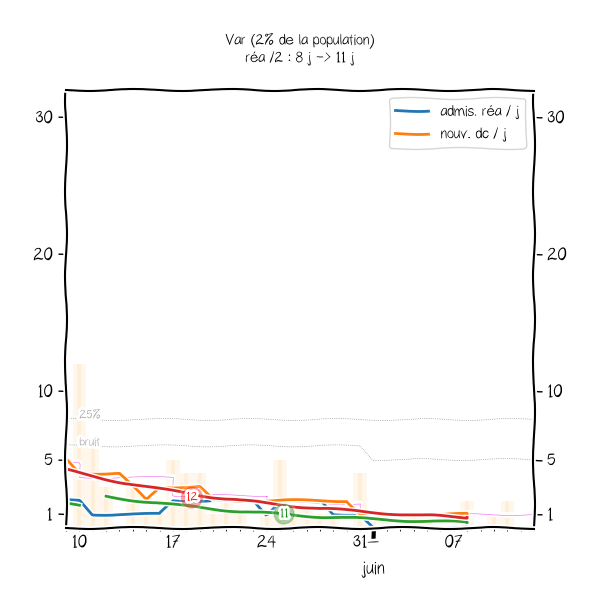 Var (2% de la population)
réa /2 : 8 j -> 11 j
admis. réa / j
nouv. dc / j
30 30
20 20
10 10
25%
bruit
5 5
12
11
1 1
10 17 24 31 07
juin